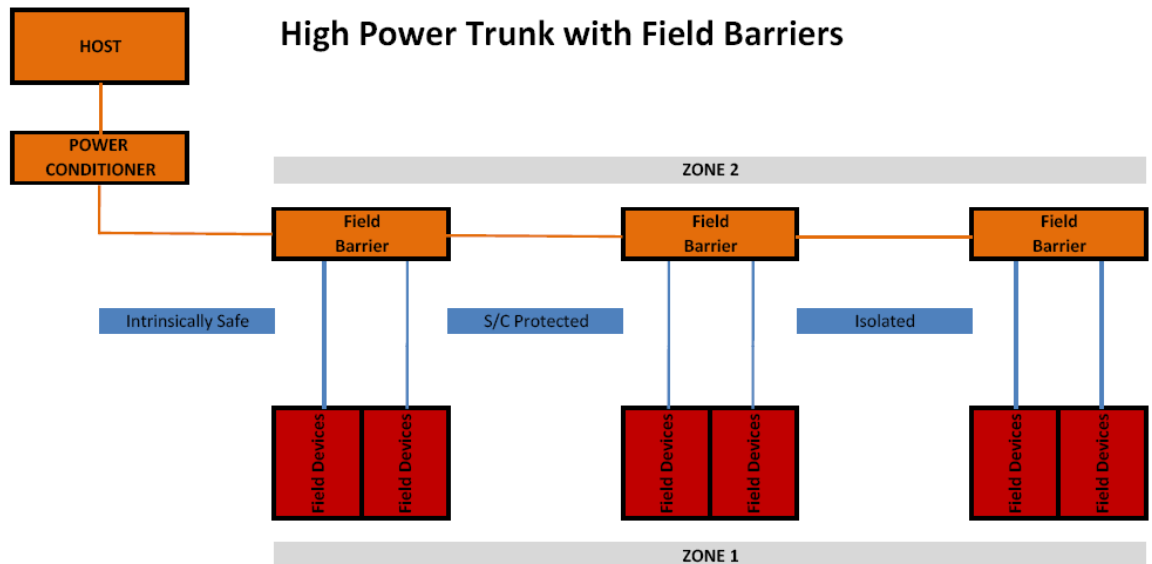 High Power Trunk with Field Barriers
HOST
POWER
CONDITIONER
ZONE 2
Field
Barrier
Field
Barrier
Field
Barrier
Intrinsically Safe
S/C Protected
Isolated
Field Devices
Field Devices
Field Devices
Field Devices
Field Devices
Field Devices
ZONE 1